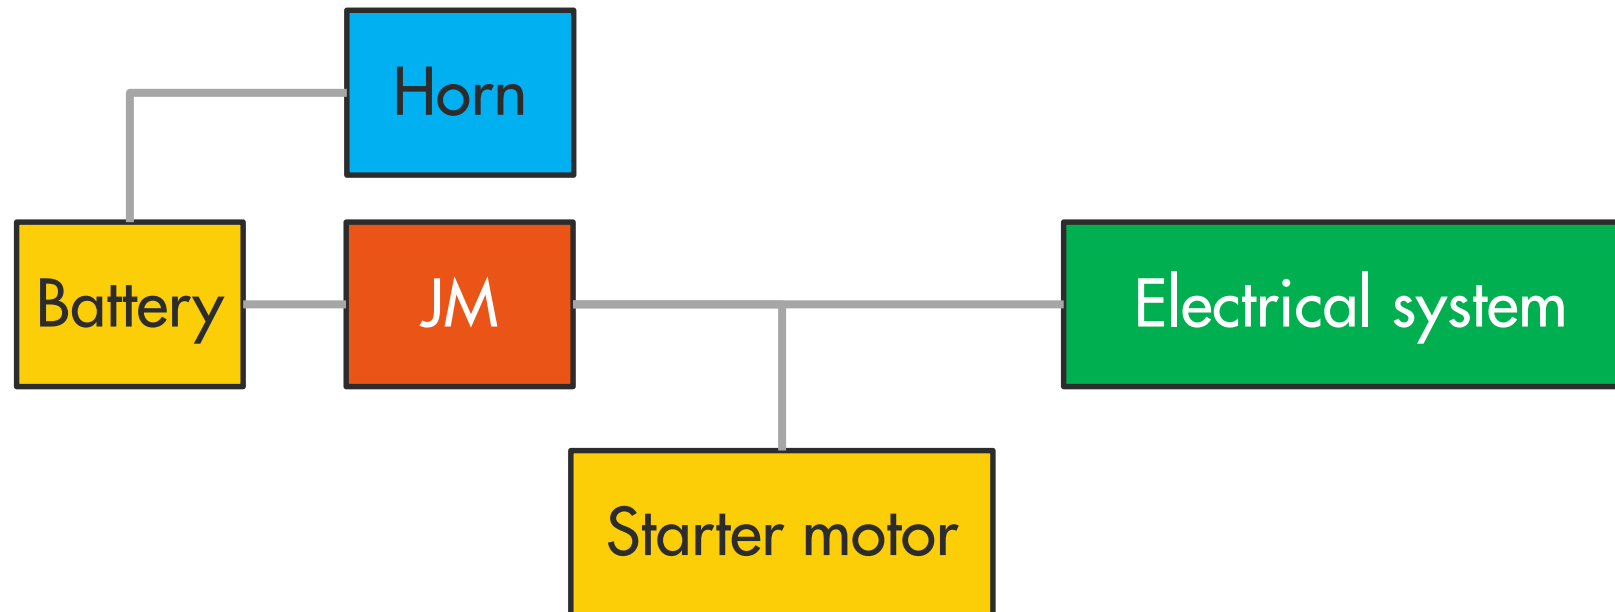 Horn
Battery
JM
Electrical system
Starter motor